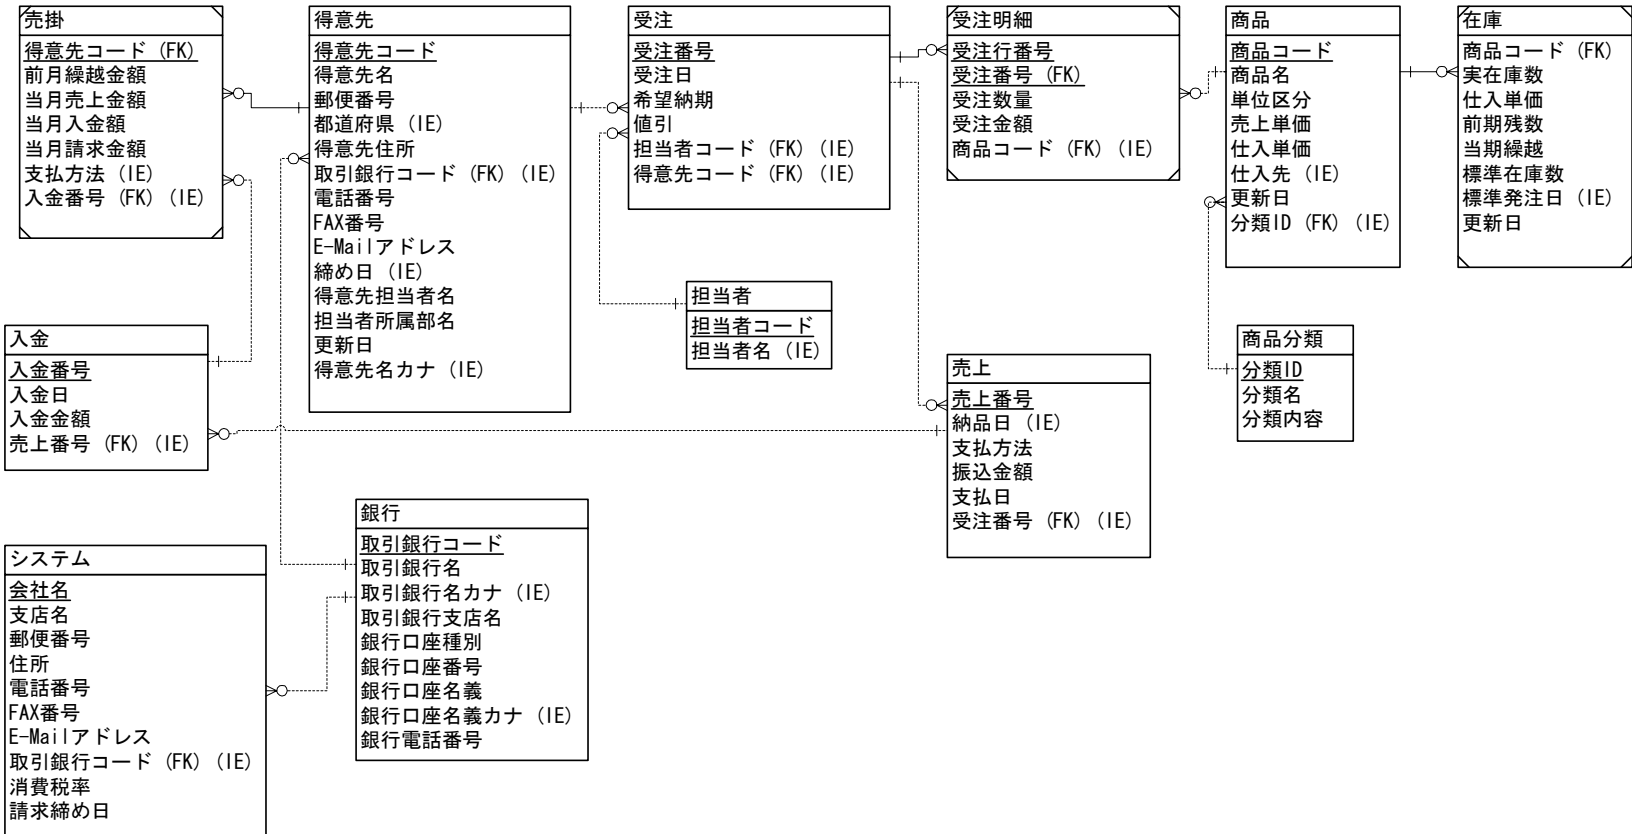 売掛
得意先コード (FK)
前月繰越金額
当月売上金額
当月入金額
当月請求金額
支払方法 (IE)
入金番号 (FK) (IE)
得意先
得意先コード
得意先名
郵便番号
都道府県 (IE)
得意先住所
取引銀行コード (FK) (IE)
電話番号
FAX番号
E-Mailアドレス
締め日 (IE)
得意先担当者名
担当者所属部名
更新日
得意先名カナ (IE)
受注
受注番号
受注日
希望納期
値引
担当者コード (FK) (IE)
得意先コード (FK) (IE)
受注明細
受注行番号
受注番号 (FK)
受注数量
受注金額
商品コード (FK) (IE)
商品
商品コード
商品名
単位区分
売上単価
仕入単価
仕入先 (IE)
更新日
分類ID (FK) (IE)
在庫
商品コード (FK)
実在庫数
仕入単価
前期残数
当期繰越
標準在庫数
標準発注日 (IE)
更新日
担当者
担当者コード
担当者名 (IE)
入金
入金番号
入金日
入金金額
売上番号 (FK) (IE)
商品分類
分類ID
分類名
分類内容
売上
売上番号
納品日 (IE)
支払方法
振込金額
支払日
受注番号 (FK) (IE)
銀行
取引銀行コード
取引銀行名
取引銀行名カナ (IE)
取引銀行支店名
銀行口座種別
銀行口座番号
銀行口座名義
銀行口座名義カナ (IE)
銀行電話番号
システム
会社名
支店名
郵便番号
住所
電話番号
FAX番号
E-Mailアドレス
取引銀行コード (FK) (IE)
消費税率
請求締め日